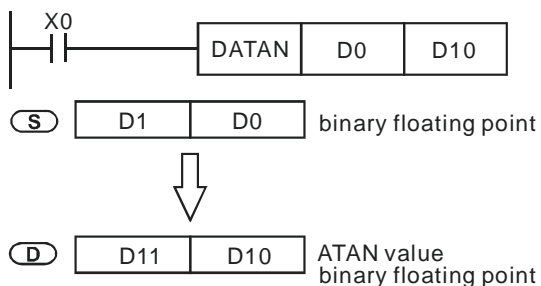 X0
DATAN D0 D10
S D1 D0 binary floating point
D D11 D10 ATAN value
binary floating point